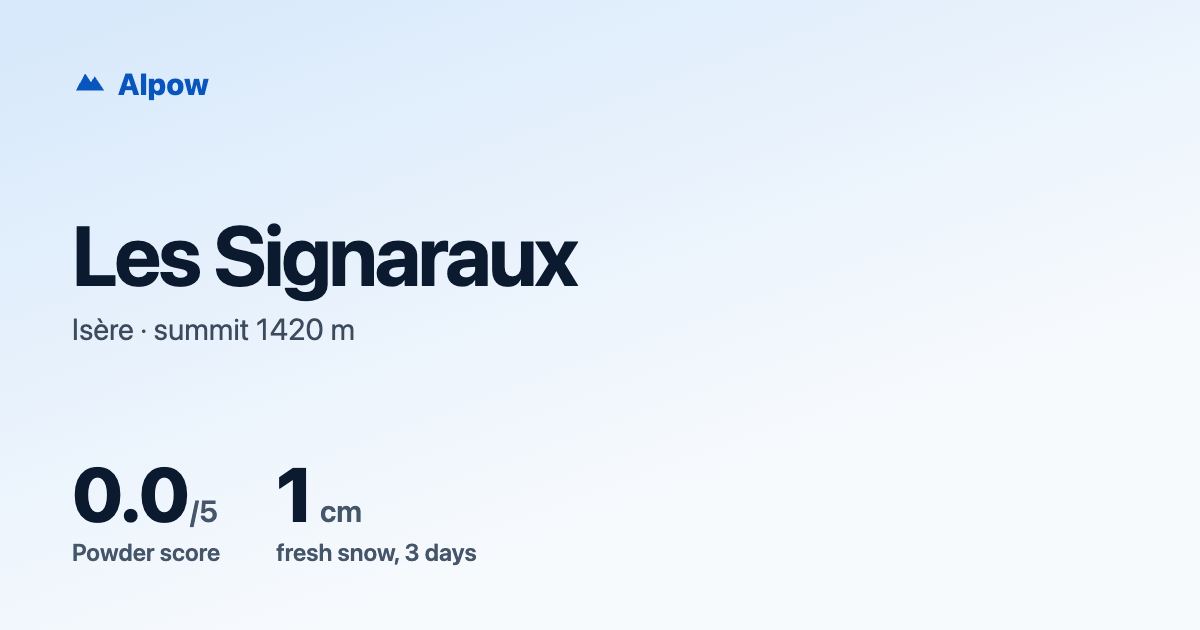 Alpow
Les Signaraux
Isère · summit 1420 m
0.0/5 1 cm
Powder score fresh snow, 3 days